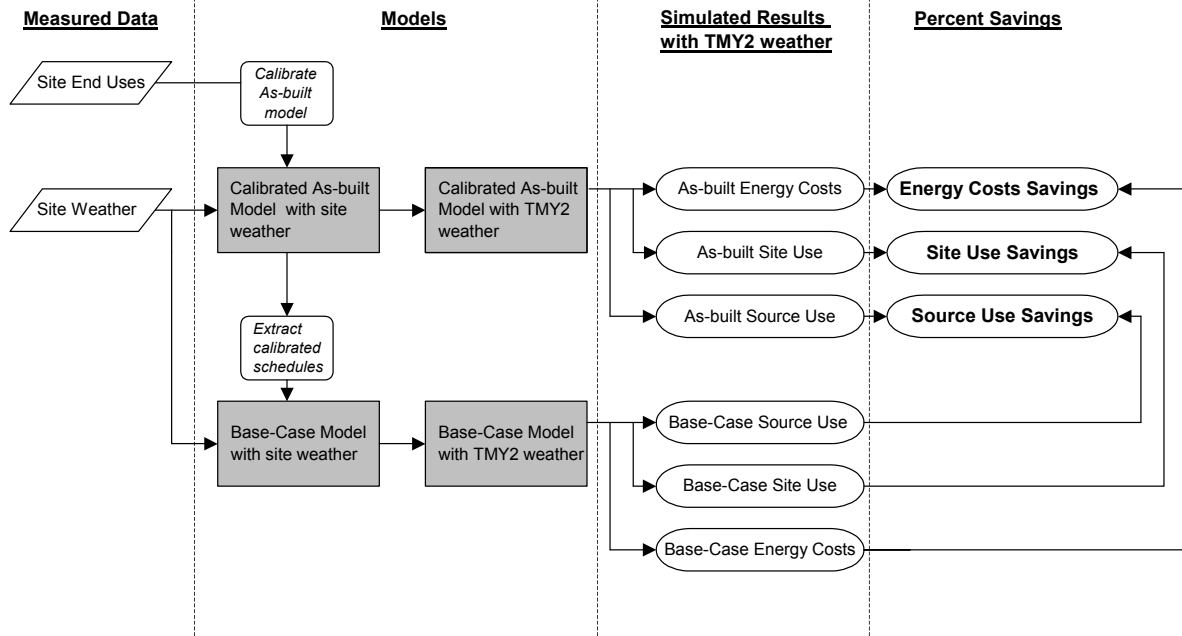 Measured Data
Models
Simulated Results
with TMY2 weather
Percent Savings
Site End Uses
Calibrate
As-built
model
Site Weather
Calibrated As-built
Model with site
weather
Calibrated As-built
Model with TMY2
weather
As-built Energy Costs
Energy Costs Savings
As-built Site Use
Site Use Savings
As-built Source Use
Source Use Savings
Extract
calibrated
schedules
Base-Case Model
with site weather
Base-Case Model
with TMY2 weather
Base-Case Source Use
Base-Case Site Use
Base-Case Energy Costs